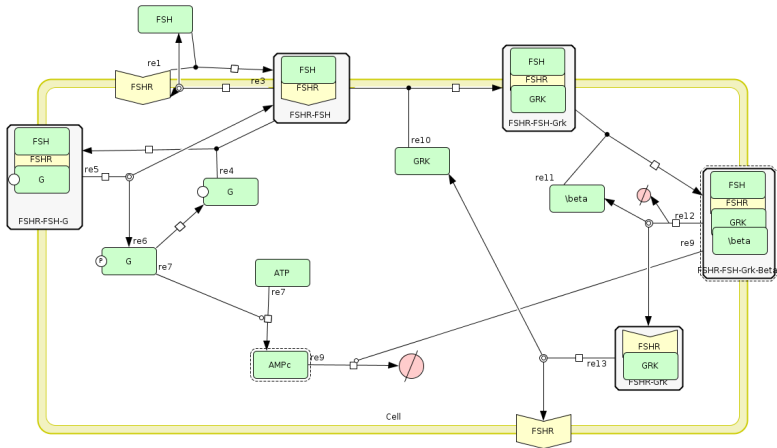 FSH
re1
re3
FSHR
FSH
FSHR
FSHR-FSH
FSH
FSHR
GRK
FSHR-FSH-Grk
FSH
FSHR
G
FSHR-FSH-G
re5
re4
G
re10
GRK
re11
\beta
re12
FSH
FSHR
GRK
\beta
FSHR-FSH-Grk-Beta
re9
re6
P
G
re7
ATP
re7
AMPc
re9
FSHR
GRK
FSHR-Grk
re13
Cell
FSHR